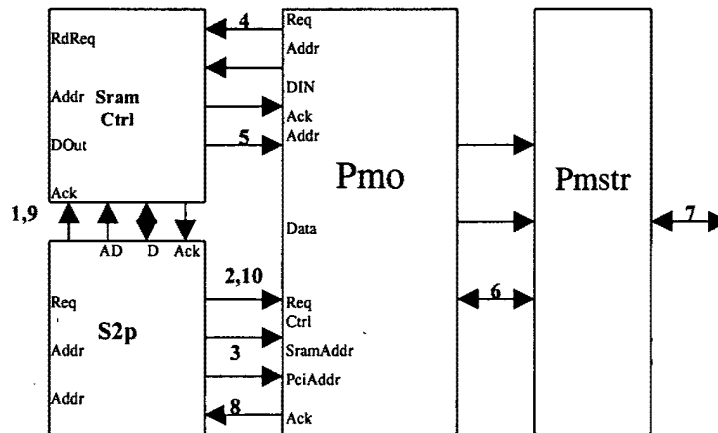 4 Req
RdReq
Addr
DIN
Addr
Sram
Ctrl
Ack
DOut
5
Addr
Pmo
Pmstr
Ack
1,9
7
Data
AD D Ack
2,10
Req
Req
6
S2p
Ctrl
Addr
3
SramAddr
PciAddr
Addr
8
Ack